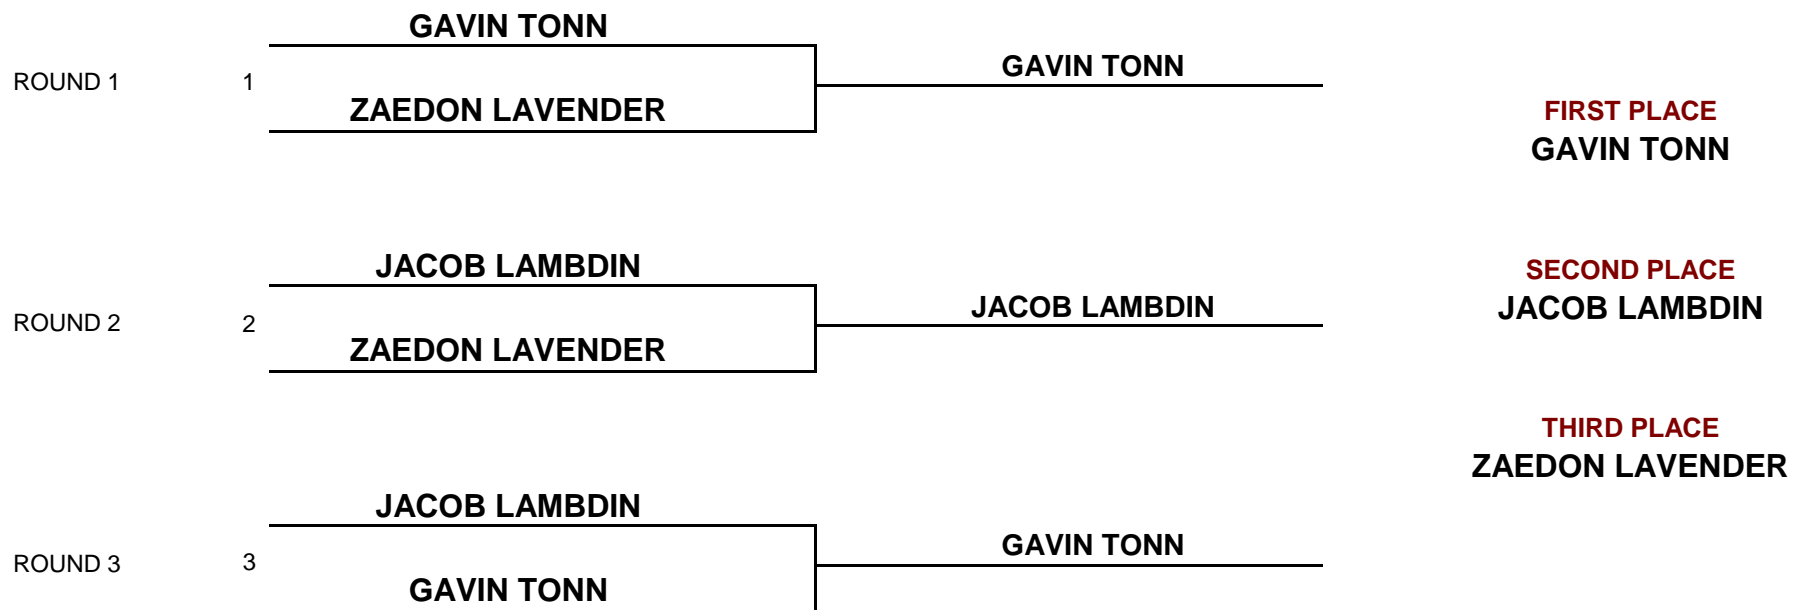 GAVIN TONN
ROUND 1
1
GAVIN TONN
ZAEDON LAVENDER
FIRST PLACE
GAVIN TONN
JACOB LAMBDIN
ROUND 2
2
JACOB LAMBDIN
ZAEDON LAVENDER
SECOND PLACE
JACOB LAMBDIN
THIRD PLACE
ZAEDON LAVENDER
JACOB LAMBDIN
ROUND 3
3
GAVIN TONN
GAVIN TONN